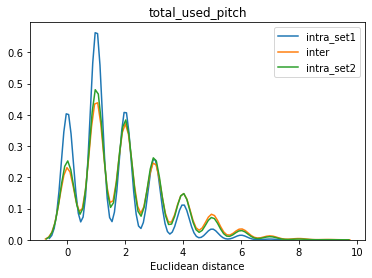 total_used_pitch
intra_set1
inter
intra_set2
0.6
0.5
0.4
0.3
0.2
0.1
0.0
0 2 4 6 8 10
Euclidean distance